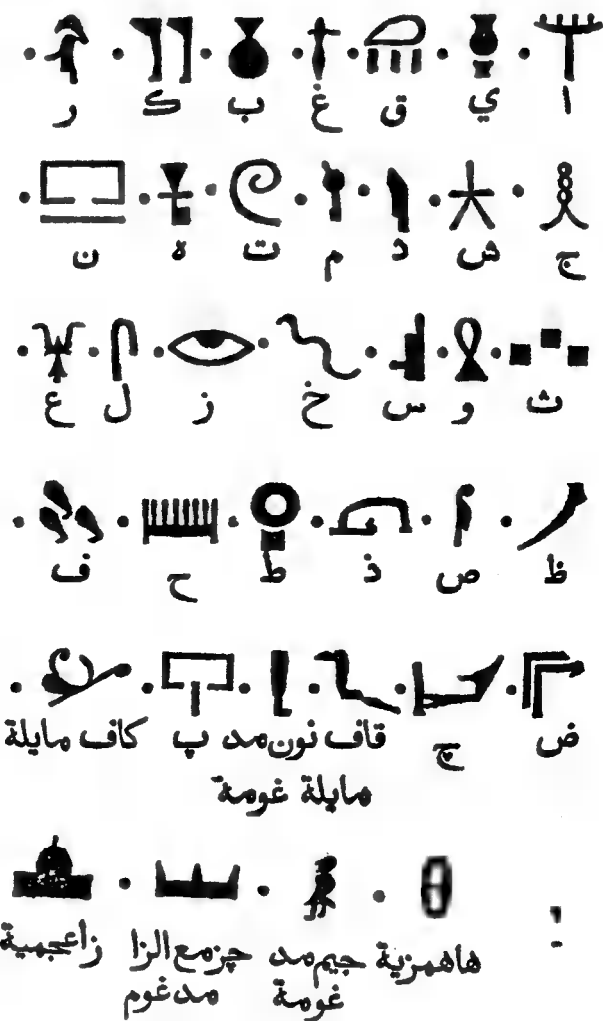 ا ي ق غ ب ك ر
ج ش د م ت ه ن
ث و س خ ز ل ع
ظ ص ذ ط ح ف
ض چ قاف نون مد پ كاف مايلة
مايلة غومة
هاهمزية جيم مد چزمع الزا زاعجمية
غومة مدغوم